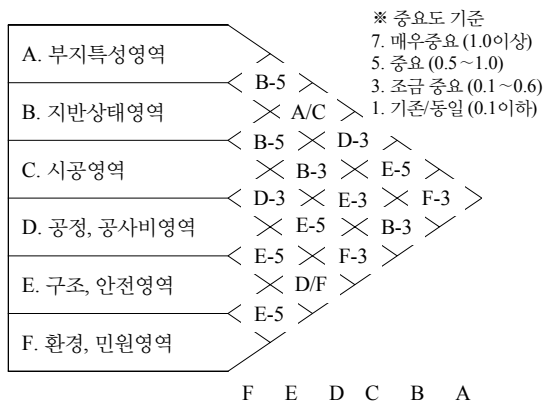 ※ 중요도 기준
7. 매우중요 (1.0이상)
5. 중요 (0.5~1.0)
3. 조금 중요 (0.1~0.6)
1. 기존/동일 (0.1이하)
A. 부지특성영역
B-5
B. 지반상태영역 A/C
B-5 D-3
C. 시공영역 B-3 E-5
D-3 E-3 F-3
D. 공정, 공사비영역 E-5 B-3
E-5 F-3
E. 구조, 안전영역 D/F
E-5
F. 환경, 민원영역
F E D C B A